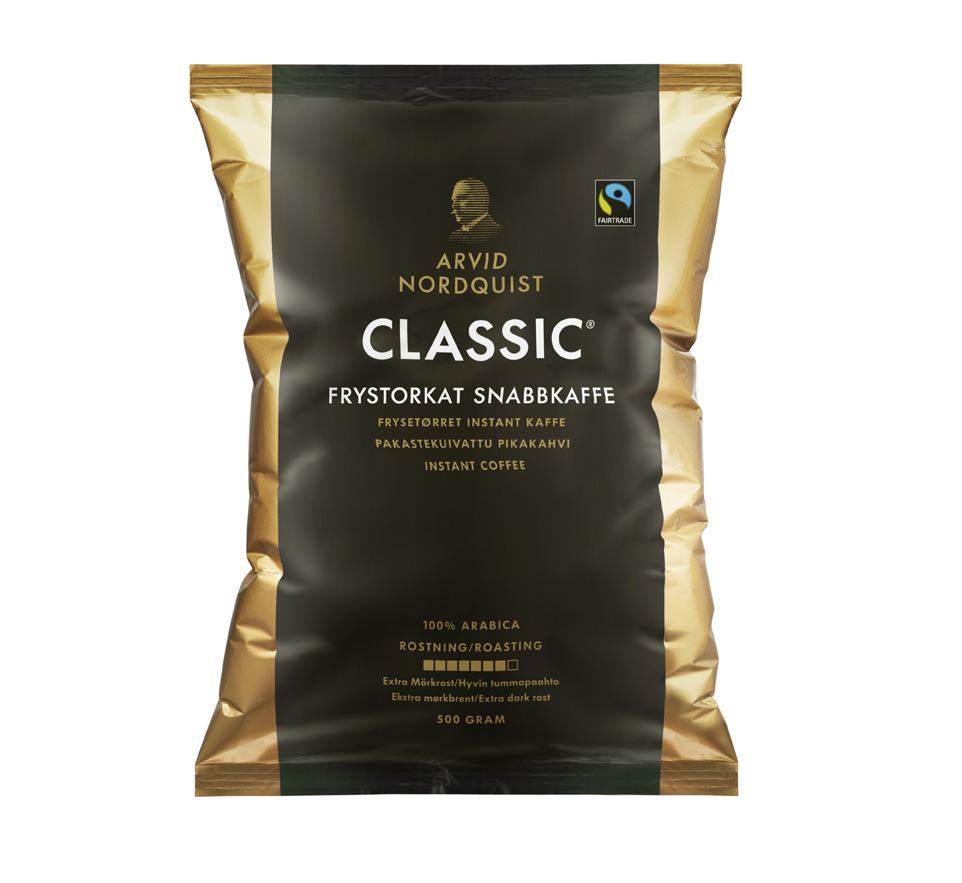 FAIRTRADE
ARVID
NORDQUIST
CLASSIC®
FRYSTORKAT SNABBKAFFE
FRYSETØRRET INSTANT KAFFE
PAKASTEKUIVATTU PIKAKAHVI
INSTANT COFFEE
100% ARABICA
ROSTNING/ROASTING
Extra Mörkrost/Hyvin tummapaahto
Ekstra mørkbrent/Extra dark rost
500 GRAM